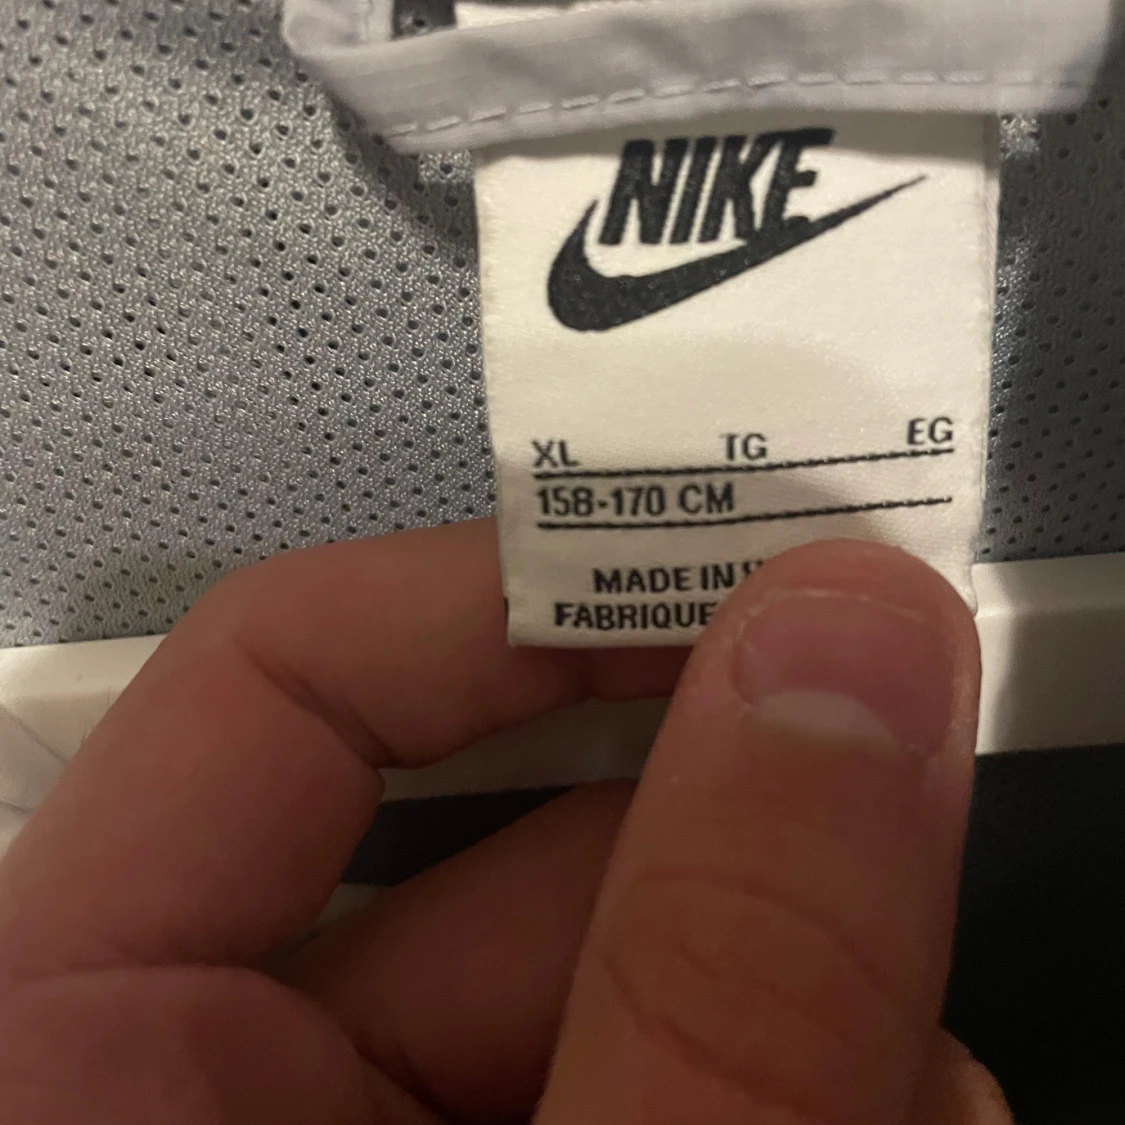 NIKE
XL TG EG
158-170 CM
MADE IN
FABRIQUE